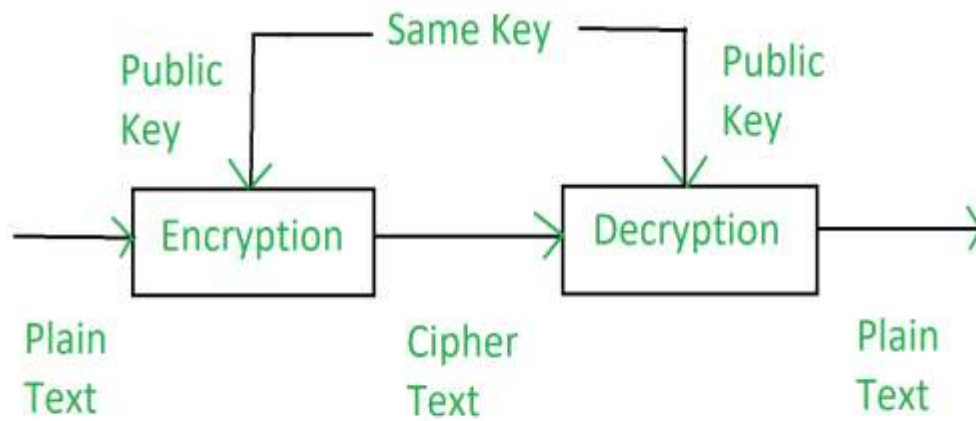 Same Key
Public
Key
Public
Key
Encryption
Decryption
Plain
Text
Cipher
Text
Plain
Text